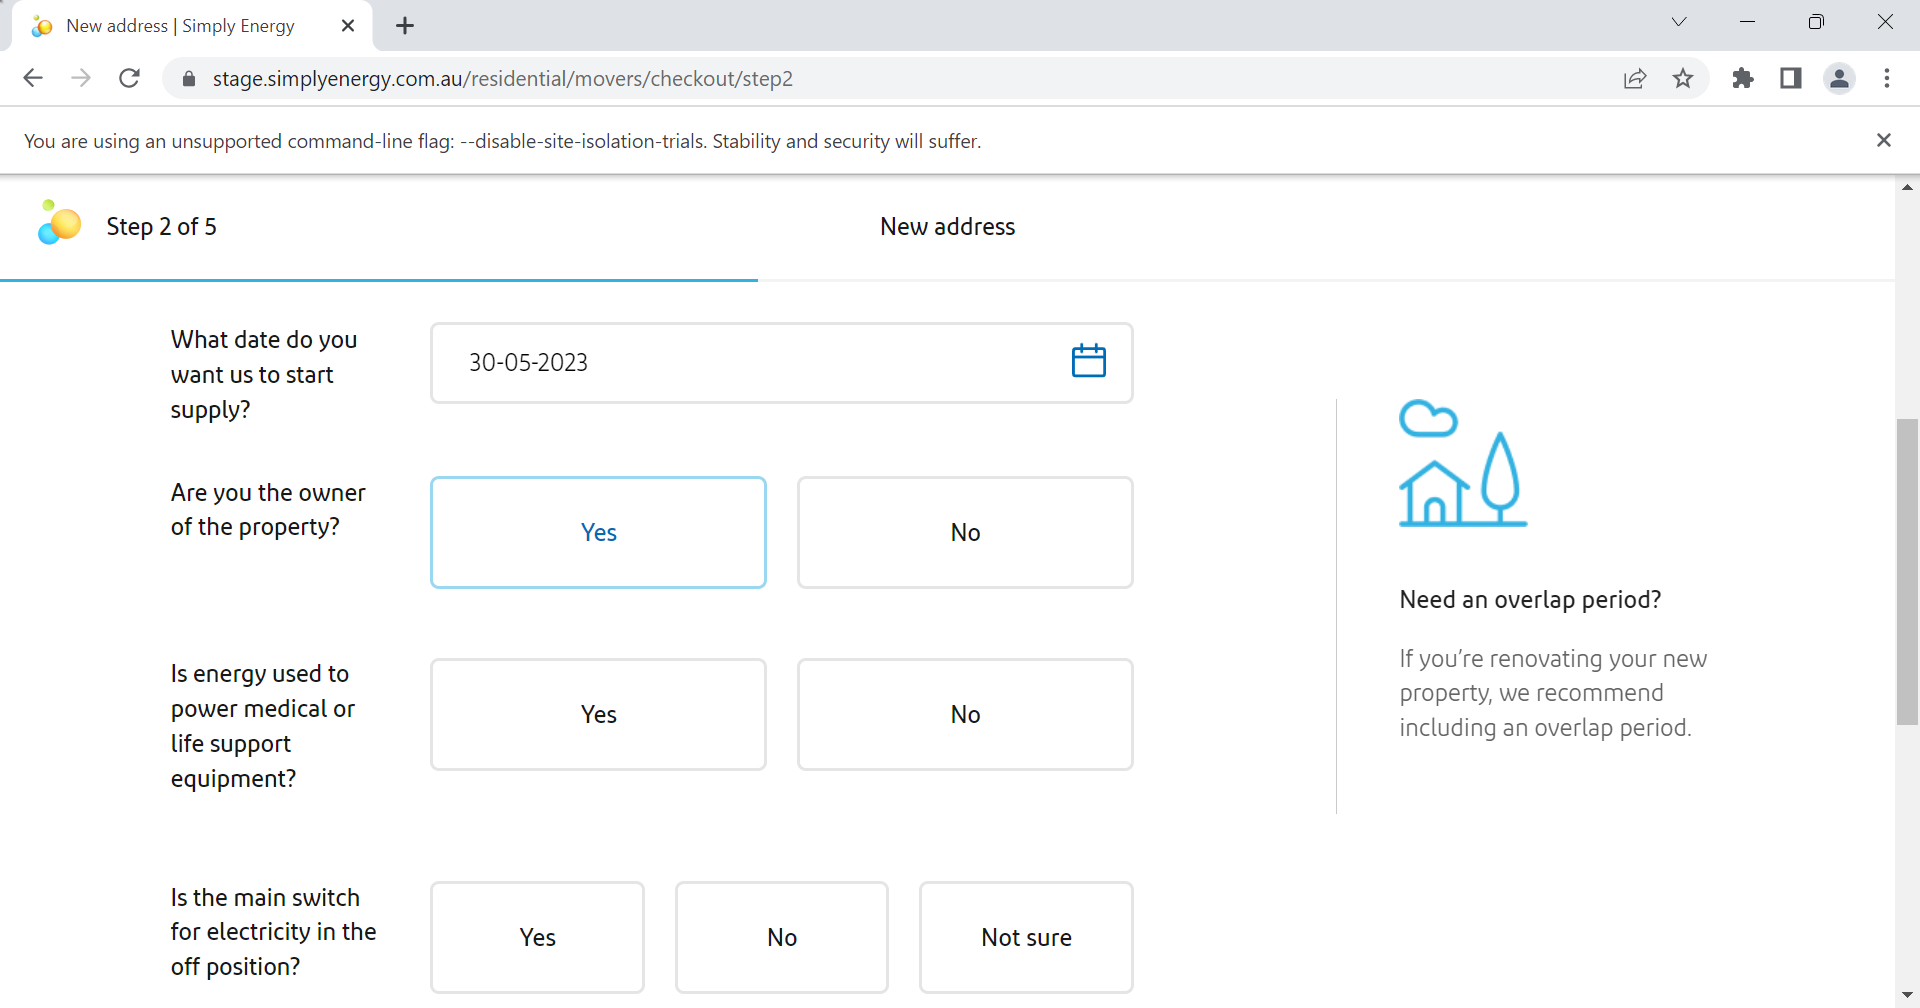 New address | Simply Energy
stage.simplyenergy.com.au/residential/movers/checkout/step2
You are using an unsupported command-line flag: --disable-site-isolation-trials. Stability and security will suffer.
Step 2 of 5
New address
What date do you
want us to start
supply?
30-05-2023
Are you the owner
of the property?
Yes
No
Is energy used to
power medical or
life support
equipment?
Yes
No
Is the main switch
for electricity in the
off position?
Yes
No
Not sure
Need an overlap period?
If you’re renovating your new
property, we recommend
including an overlap period.